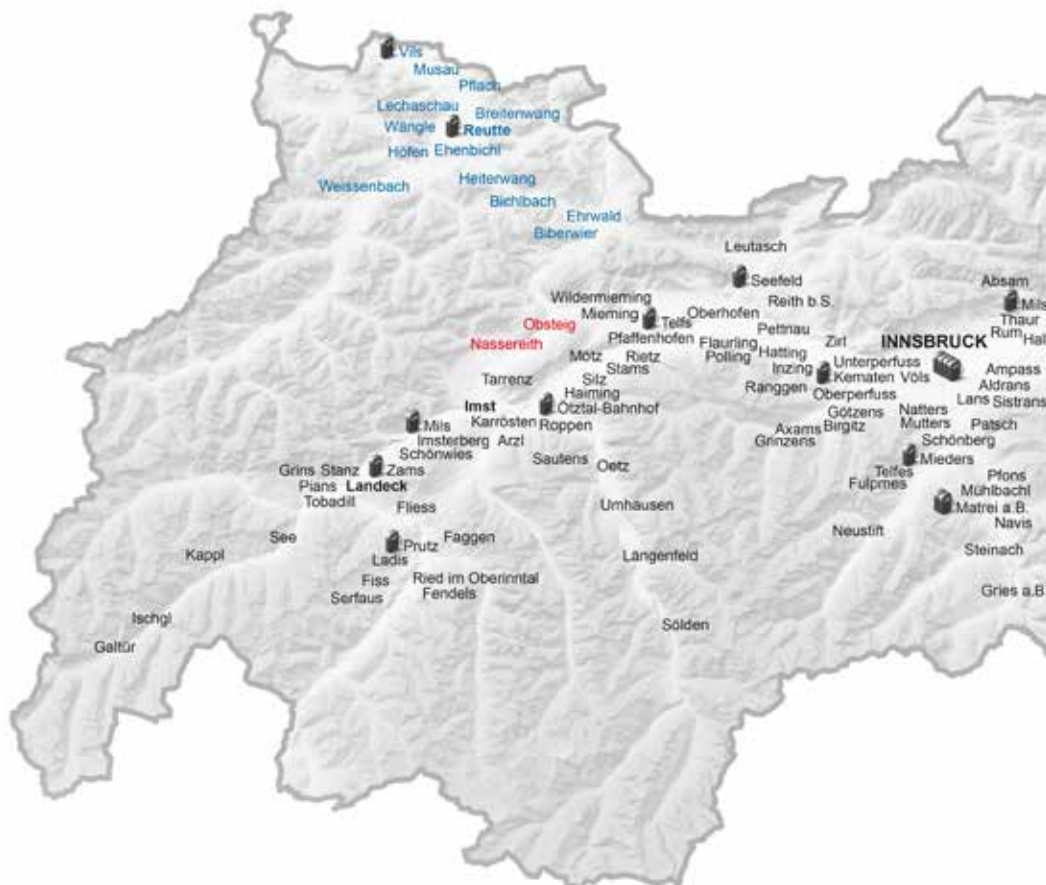 Vils
Musau
Pflach
Lechaschau
Breitenwang
Wängle
Reutte
Höfen
Ehenbichl
Weissenbach
Heiterwang
Bichlbach
Ehrwald
Biberwier
Leutasch
Seefeld
Absam
Wildermieming
Reith b.S.
Mils
Mieming
Telfs
Oberhofen
Thaur
Obsteig
Pettnau
Rum
Hal
Nassereith
Pfaffenhofen
Flaurling
Zirl
INNSBRUCK
Mötz
Rietz
Polling
Hatting
Unterperfuss
Stams
Inzing
Ampass
Tarrenz
Silz
Ranggen
Kematen
Völs
Aldrans
Haiming
Oberperfuss
Lans
Sistrans
Imst
Ötztal-Bahnhof
Götzens
Natters
Karrösten
Roppen
Axams
Birgitz
Mutters
Patsch
Mils
Imsterberg
Arzl
Grinzens
Schönberg
Schönwies
Sautens
Oetz
Mieders
Grins
Stanz
Zams
Telfes
Pfons
Pians
Landeck
Fulpmes
Mühlbachl
Tobadill
Fliess
Umhausen
Matrei a.B.
Neustift
Navis
See
Faggen
Prutz
Kappl
Ladis
Längenfeld
Steinach
Fiss
Ried im Oberinntal
Serfaus
Fendels
Gries a.B.
Ischgl
Sölden
Galtür